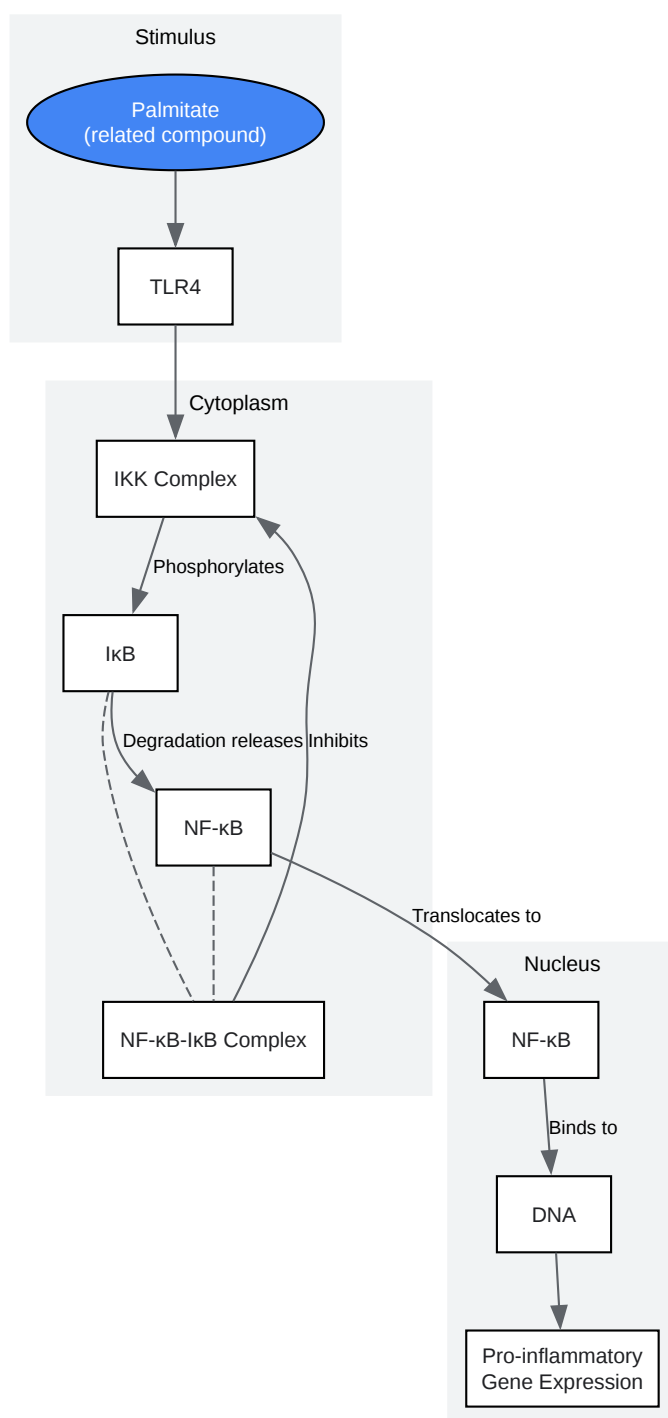 Stimulus
Palmitate
(related compound)
TLR4
Cytoplasm
IKK Complex
Phosphorylates
IκB
Degradation releases
Inhibits
NF-κB
Translocates to
Nucleus
NF-κB-IκB Complex
NF-κB
Binds to
DNA
Pro-inflammatory
Gene Expression